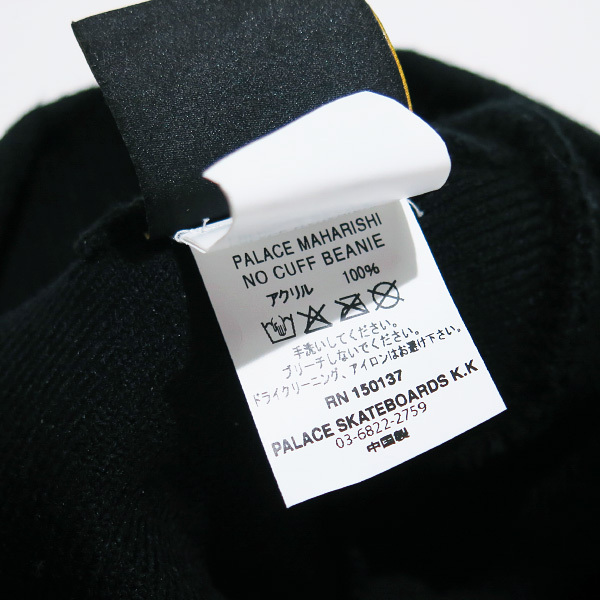 PALACE MAHARISHI
NO CUFF BEANIE
アクリル 100%
手洗いしてください。
ブリーチしないでください。
ドライクリーニング、アイロンはお避け下さい。
RN 150137
PALACE SKATEBOARDS K.K
03-6822-2759
中国製